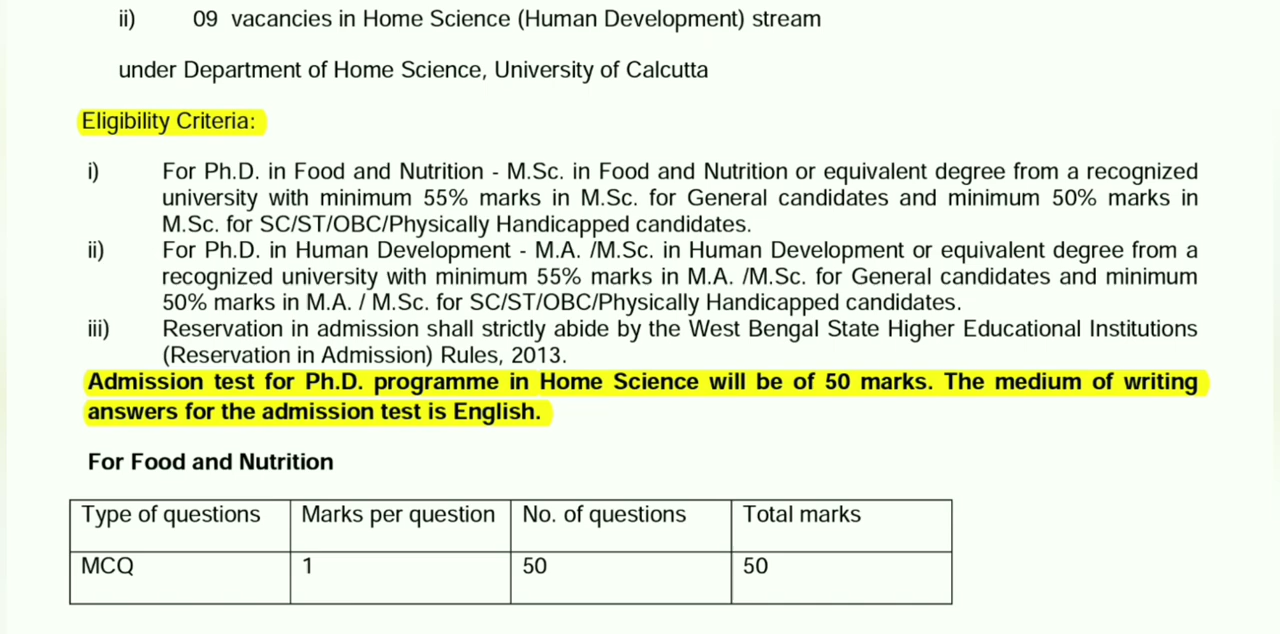 ii) 09 vacancies in Home Science (Human Development) stream
under Department of Home Science, University of Calcutta
Eligibility Criteria:
i) For Ph.D. in Food and Nutrition - M.Sc. in Food and Nutrition or equivalent degree from a recognized
university with minimum 55% marks in M.Sc. for General candidates and minimum 50% marks in
M.Sc. for SC/ST/OBC/Physically Handicapped candidates.
ii) For Ph.D. in Human Development - M.A. /M.Sc. in Human Development or equivalent degree from a
recognized university with minimum 55% marks in M.A. /M.Sc. for General candidates and minimum
50% marks in M.A. / M.Sc. for SC/ST/OBC/Physically Handicapped candidates.
iii) Reservation in admission shall strictly abide by the West Bengal State Higher Educational Institutions
(Reservation in Admission) Rules, 2013.
Admission test for Ph.D. programme in Home Science will be of 50 marks. The medium of writing
answers for the admission test is English.
For Food and Nutrition
Type of questions Marks per question No. of questions Total marks
MCQ 1 50 50